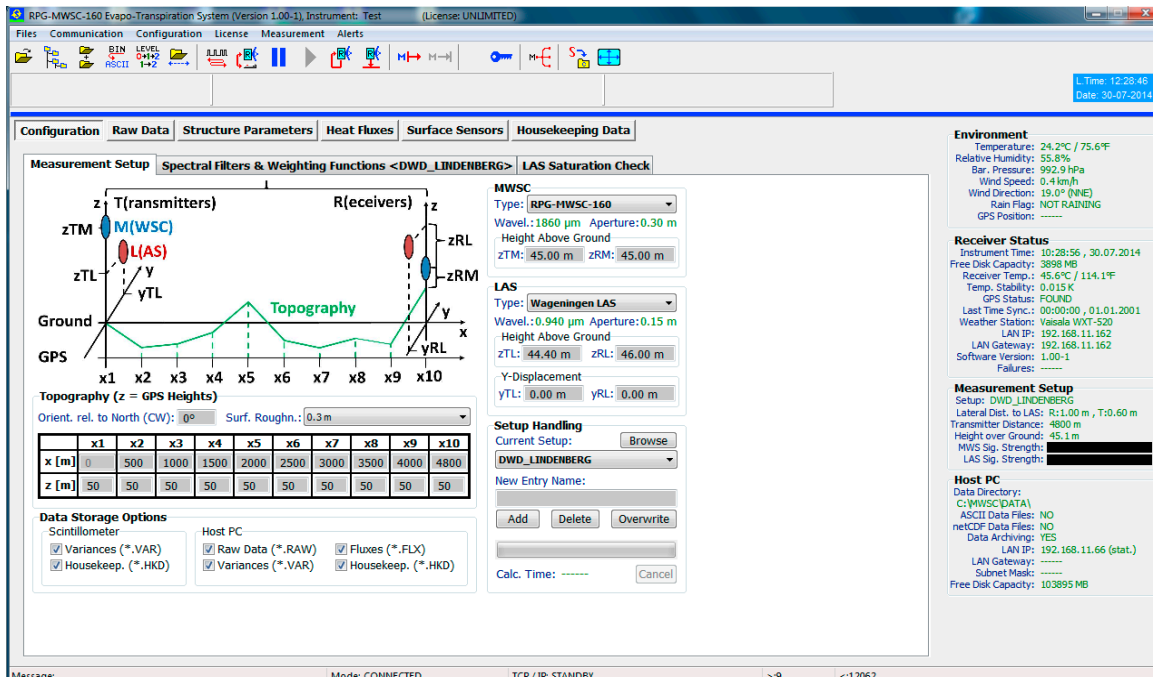 RPG-MWSC-160 Evapo-Transpiration System (Version 1.00-1), Instrument: Test (License: UNLIMITED)
Files Communication Configuration License Measurement Alerts
BIN ASCII
LEVEL 0→1→2 1→2
L.Time: 12:28:46
Date: 30-07-2014
Configuration Raw Data Structure Parameters Heat Fluxes Surface Sensors Housekeeping Data
Measurement Setup Spectral Filters & Weighting Functions <DWD_LINDENBERG> LAS Saturation Check
z T(ransmitters) R(eceivers) z
zTM M(WSC) zRL
L(AS)
zTL y zRM
yTL
Topography
Ground y
x
GPS yRL
x1 x2 x3 x4 x5 x6 x7 x8 x9 x10
Topography (z = GPS Heights)
Orient. rel. to North (CW): 0º Surf. Roughn.: 0.3 m
x1 x2 x3 x4 x5 x6 x7 x8 x9 x10
x [m] 0 500 1000 1500 2000 2500 3000 3500 4000 4800
z [m] 50 50 50 50 50 50 50 50 50 50
Data Storage Options
Scintillometer
Variances (*.VAR)
Housekeep. (*.HKD)
Host PC
Raw Data (*.RAW) Fluxes (*.FLX)
Variances (*.VAR) Housekeep. (*.HKD)
MWSC
Type: RPG-MWSC-160
Wavel.: 1860 µm Aperture: 0.30 m
Height Above Ground
zTM: 45.00 m zRM: 45.00 m
LAS
Type: Wageningen LAS
Wavel.: 0.940 µm Aperture: 0.15 m
Height Above Ground
zTL: 44.40 m zRL: 46.00 m
Y-Displacement
yTL: 0.00 m yRL: 0.00 m
Setup Handling
Current Setup: Browse
DWD_LINDENBERG
New Entry Name:
Add Delete Overwrite
Calc. Time: ------ Cancel
Environment
Temperature: 24.2ºC / 75.6ºF
Relative Humidity: 55.8%
Bar. Pressure: 992.9 hPa
Wind Speed: 0.4 km/h
Wind Direction: 19.0º (NNE)
Rain Flag: NOT RAINING
GPS Position: ------
Receiver Status
Instrument Time: 10:28:56 , 30.07.2014
Free Disk Capacity: 3898 MB
Receiver Temp.: 45.6ºC / 114.1ºF
Temp. Stability: 0.015 K
GPS Status: FOUND
Last Time Sync.: 00:00:00 , 01.01.2001
Weather Station: Vaisala WXT-520
LAN IP: 192.168.11.162
LAN Gateway: 192.168.11.162
Software Version: 1.00-1
Failures: ------
Measurement Setup
Setup: DWD_LINDENBERG
Lateral Dist. to LAS: R:1.00 m , T:0.60 m
Transmitter Distance: 4800 m
Height over Ground: 45.1 m
MWS Sig. Strength:
LAS Sig. Strength:
Host PC
Data Directory:
C:\MWSC\DATA\
ASCII Data Files: NO
netCDF Data Files: NO
Data Archiving: YES
LAN IP: 192.168.11.66 (stat.)
LAN Gateway: ------
Subnet Mask: ------
Free Disk Capacity: 103895 MB
Message: Mode: CONNECTED TCP / IP: STANDBY >:9 <:12062